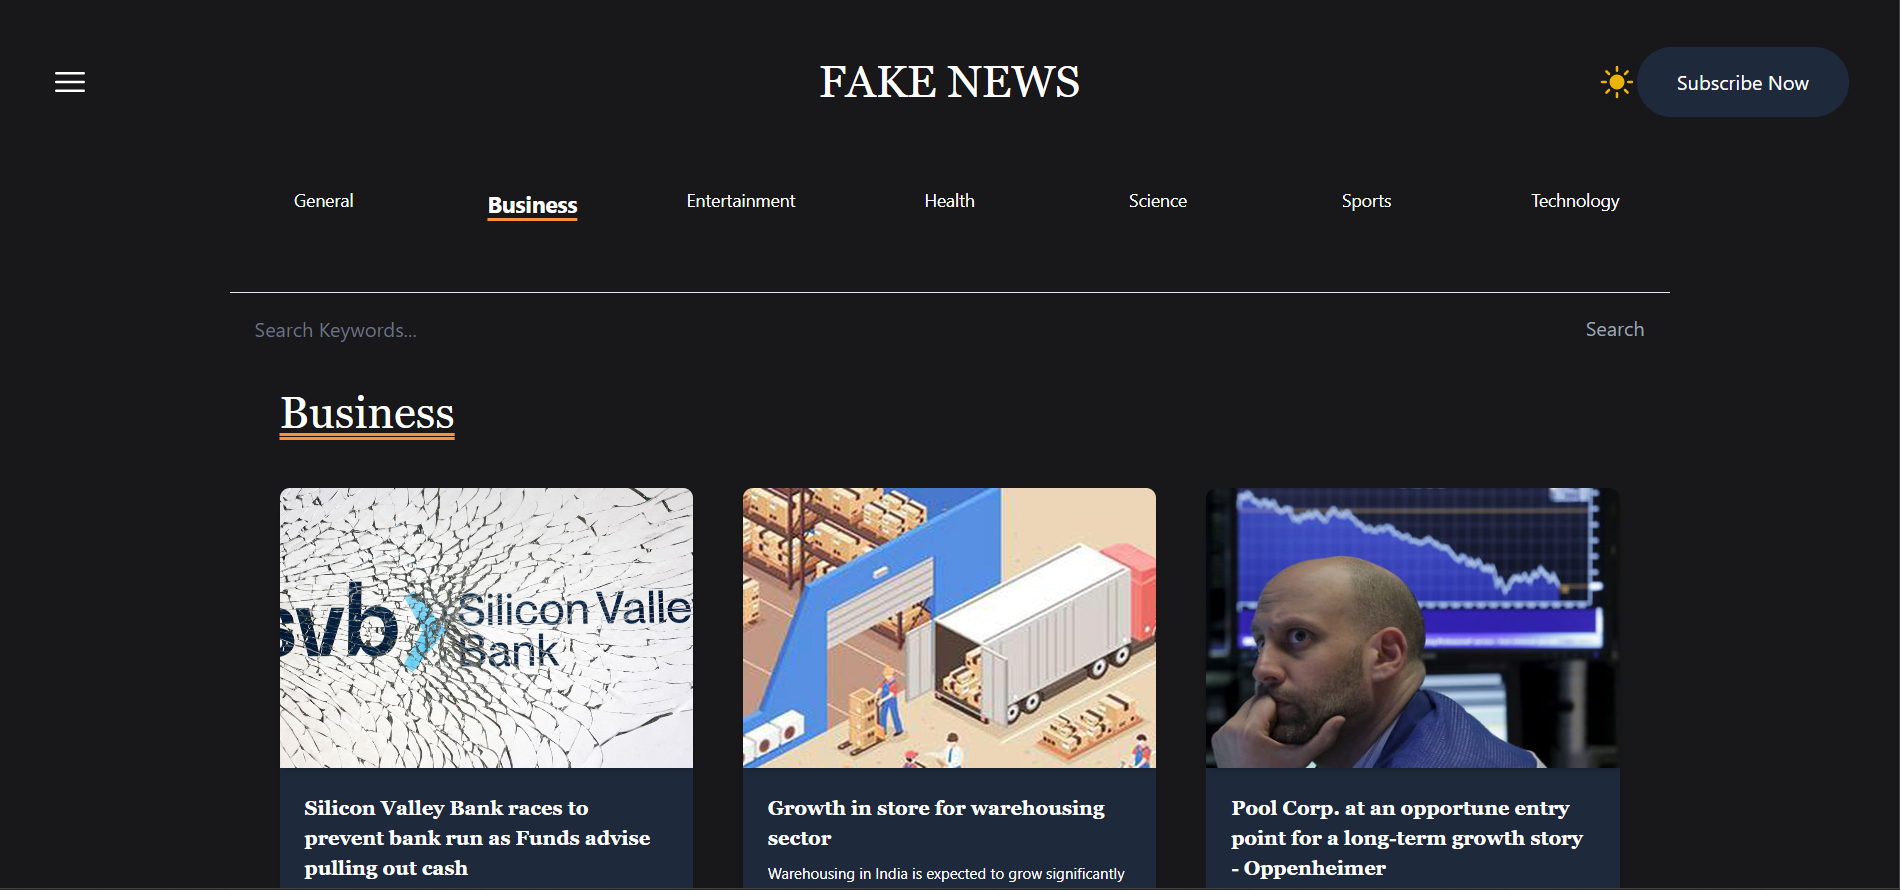 FAKE NEWS
Subscribe Now
General
Business
Entertainment
Health
Science
Sports
Technology
Search Keywords...
Search
Business
svb
Silicon Valle
Bank
Silicon Valley Bank races to
prevent bank run as Funds advise
pulling out cash
Growth in store for warehousing
sector
Warehousing in India is expected to grow significantly
Pool Corp. at an opportune entry
point for a long-term growth story
- Oppenheimer